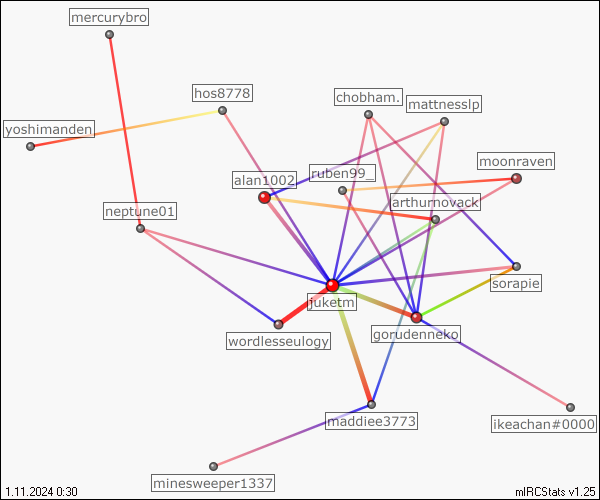 mercurybro
hos8778
chobham.
mattnesslp
yoshimanden
moonraven
ruben99_
alan1002
arthurnovack
neptune01
sorapie
juketm
gorudenneko
wordlesseulogy
maddiee3773
ikeachan#0000
minesweeper1337
1.11.2024 0:30
mIRCStats v1.25